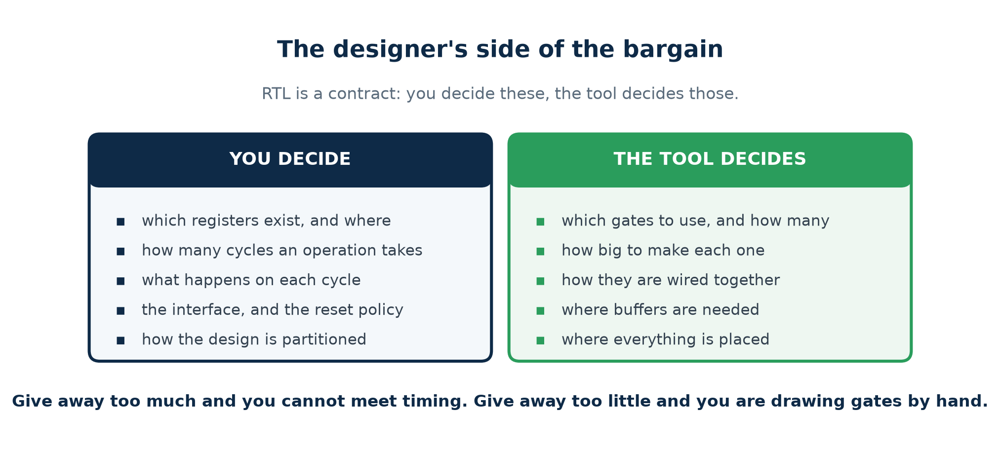 The designer's side of the bargain
RTL is a contract: you decide these, the tool decides those.
YOU DECIDE
which registers exist, and where
how many cycles an operation takes
what happens on each cycle
the interface, and the reset policy
how the design is partitioned
THE TOOL DECIDES
which gates to use, and how many
how big to make each one
how they are wired together
where buffers are needed
where everything is placed
Give away too much and you cannot meet timing. Give away too little and you are drawing gates by hand.